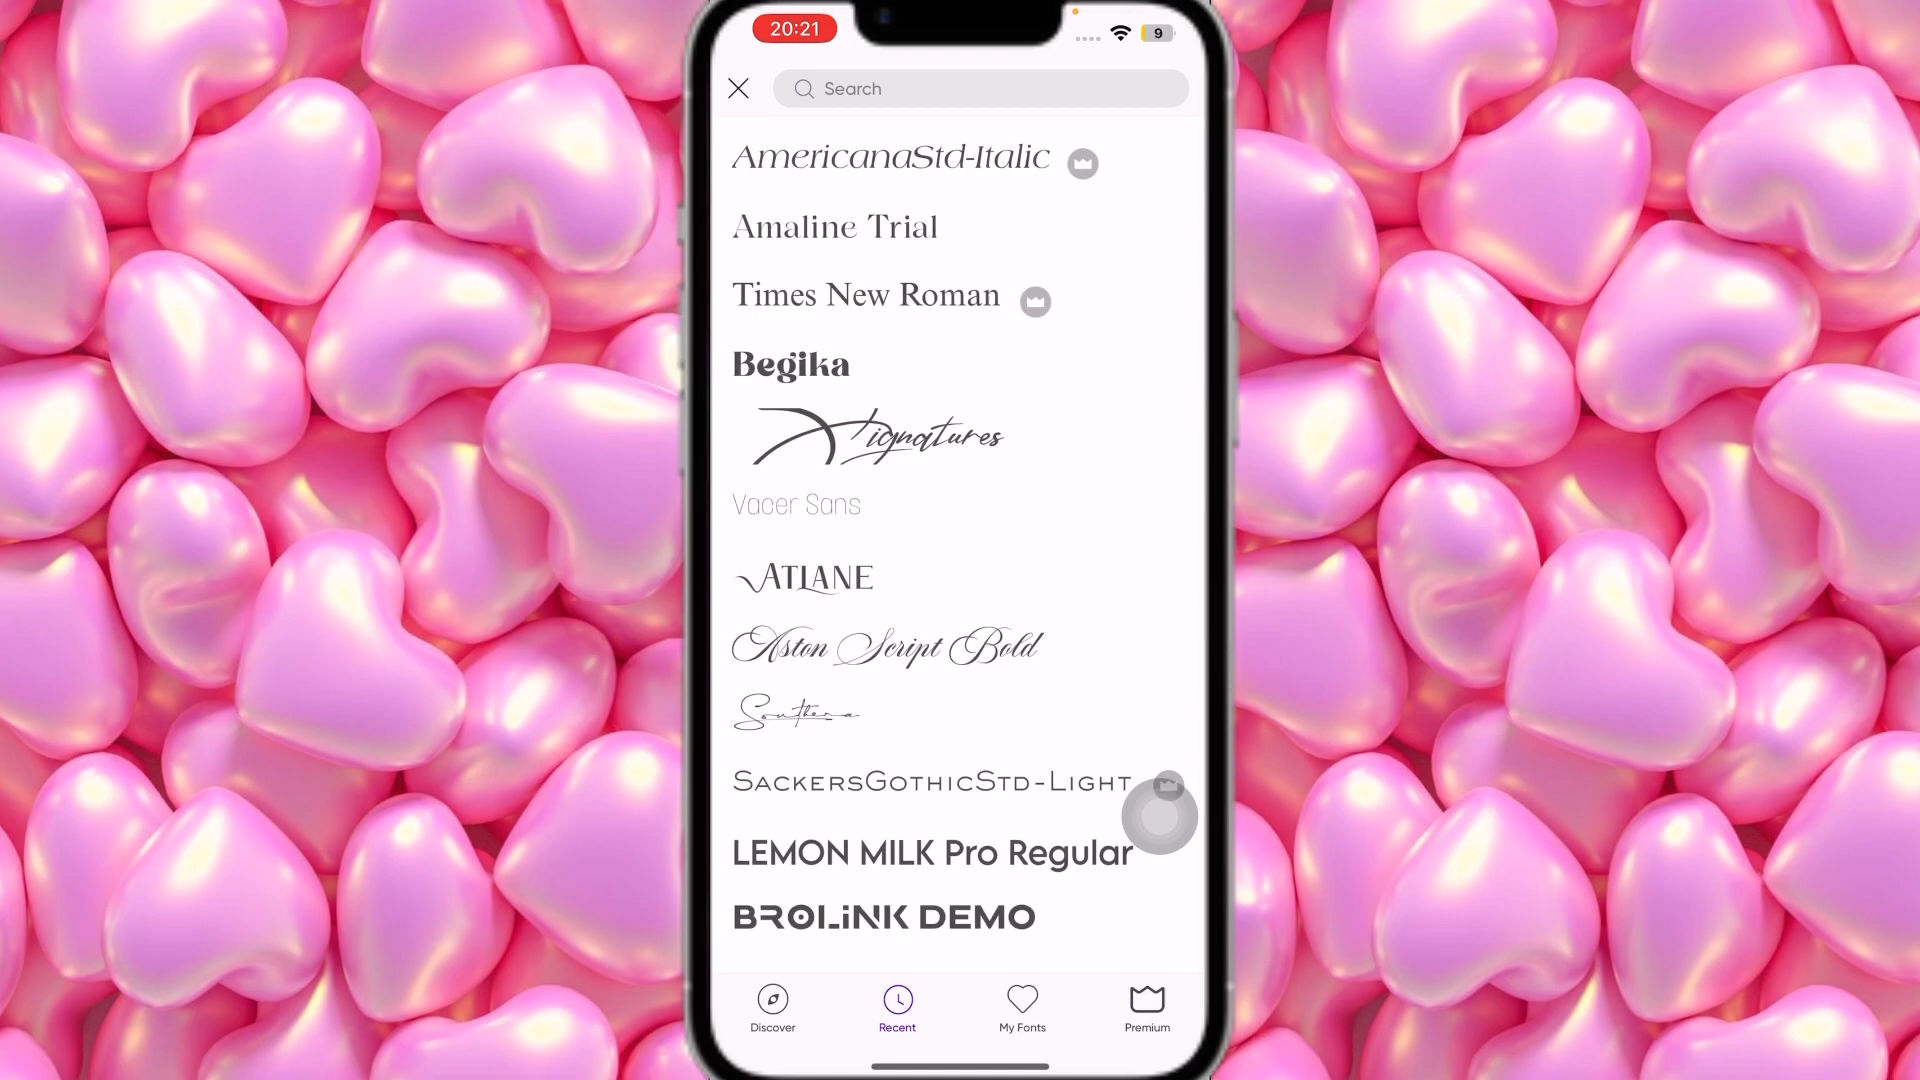 20:21
9
Search
AmericanaStd-Italic
Amaline Trial
Times New Roman
Begika
Signatures
Vacer Sans
ATLANE
Aston Script Bold
Southera
SackersGothicStd-Light
LEMON MILK Pro Regular
BROLiNK DEMO
Discover
Recent
My Fonts
Premium